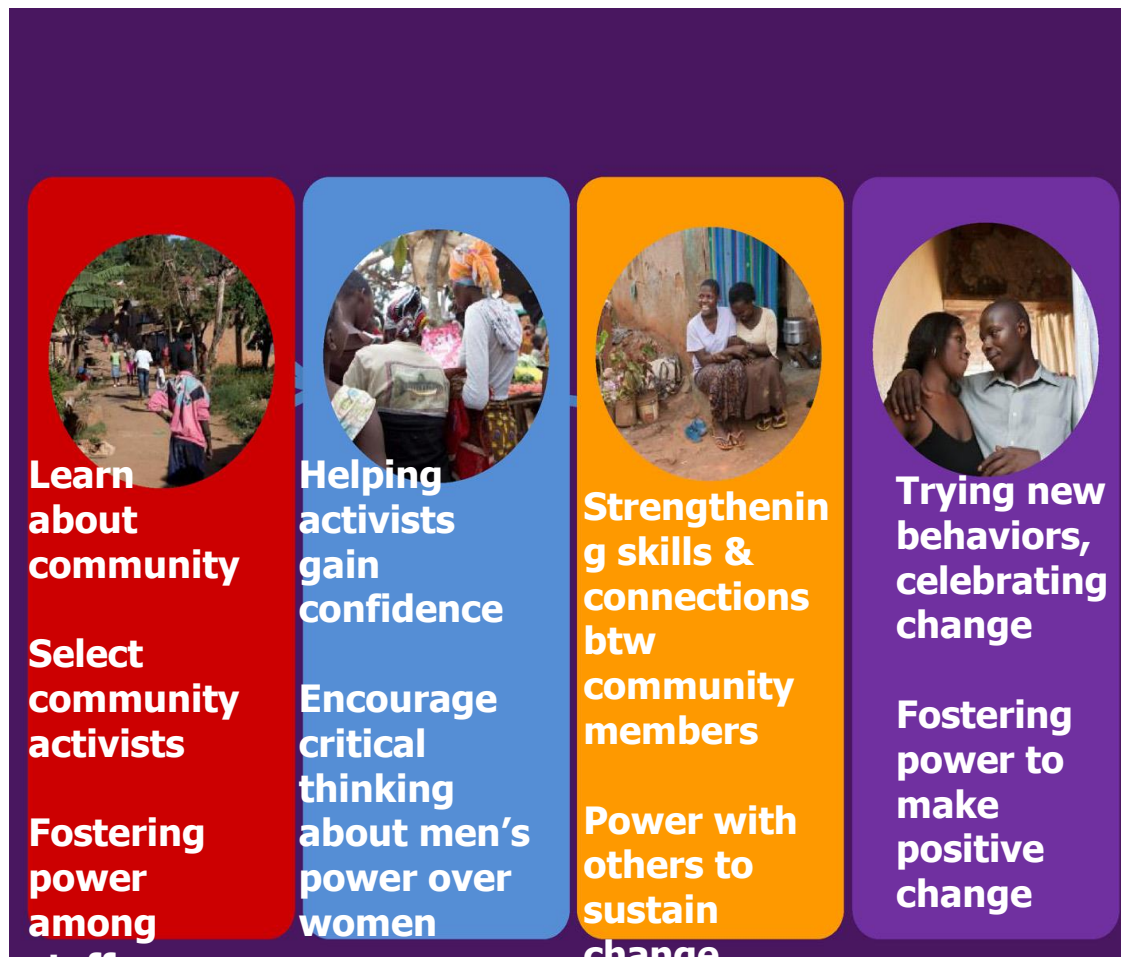 Learn
about
community
Select
community
activists
Fostering
power
among
staff
Helping
activists
gain
confidence
Encourage
critical
thinking
about men’s
power over
women
Strengthenin
g skills &
connections
btw
community
members
Power with
others to
sustain
change
Trying new
behaviors,
celebrating
change
Fostering
power to
make
positive
change